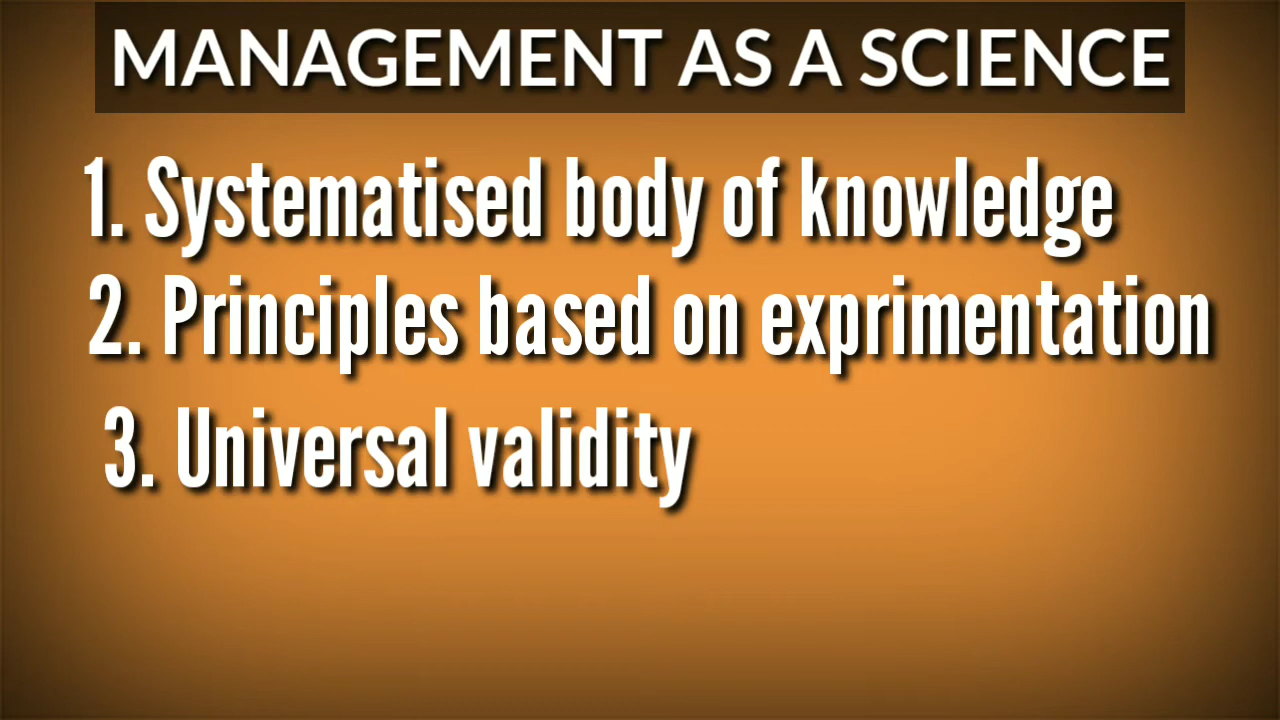 MANAGEMENT AS A SCIENCE
1. Systematised body of knowledge
2. Principles based on exprimentation
3. Universal validity